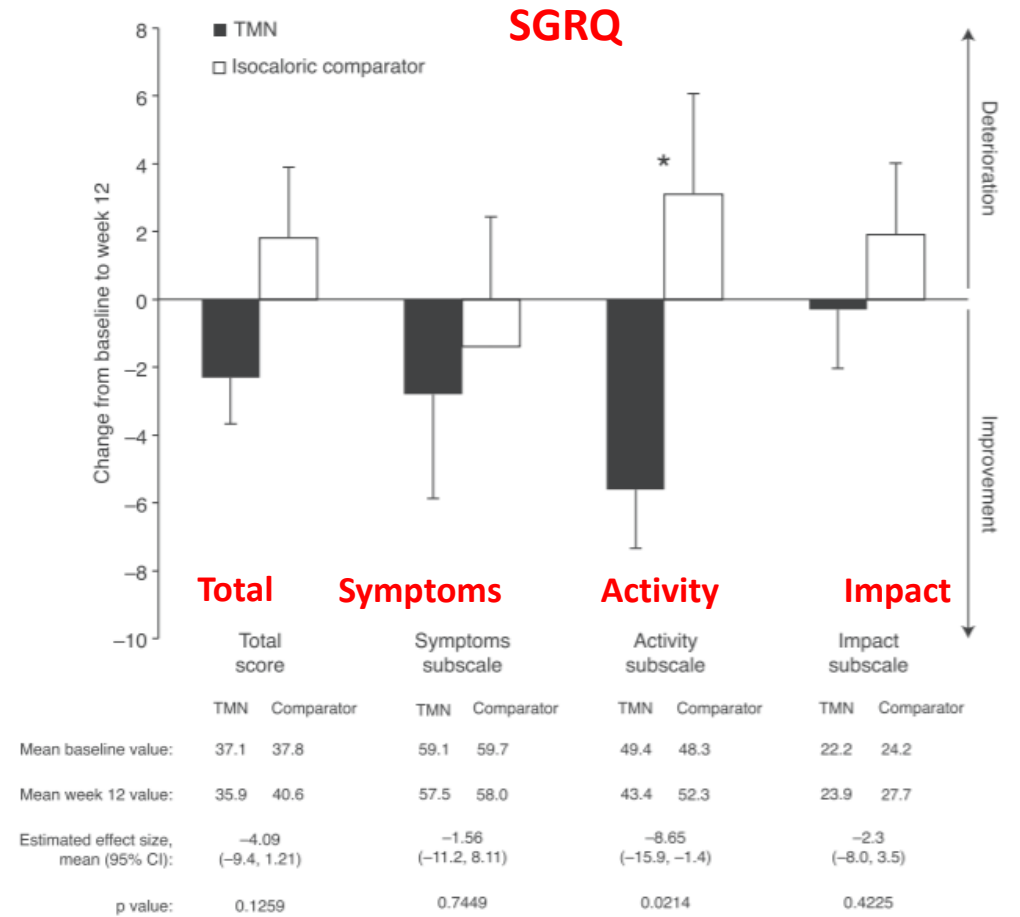 SGRQ
■ TMN
□ Isocaloric comparator
Change from baseline to week 12
8
6
4
2
0
−2
−4
−6
−8
−10
*
Deterioration
Improvement
Total Symptoms Activity Impact
Total score
Symptoms subscale
Activity subscale
Impact subscale
TMN Comparator TMN Comparator TMN Comparator TMN Comparator
Mean baseline value: 37.1 37.8 59.1 59.7 49.4 48.3 22.2 24.2
Mean week 12 value: 35.9 40.6 57.5 58.0 43.4 52.3 23.9 27.7
Estimated effect size, −4.09 −1.56 −8.65 −2.3
mean (95% CI): (−9.4, 1.21) (−11.2, 8.11) (−15.9, −1.4) (−8.0, 3.5)
p value: 0.1259 0.7449 0.0214 0.4225